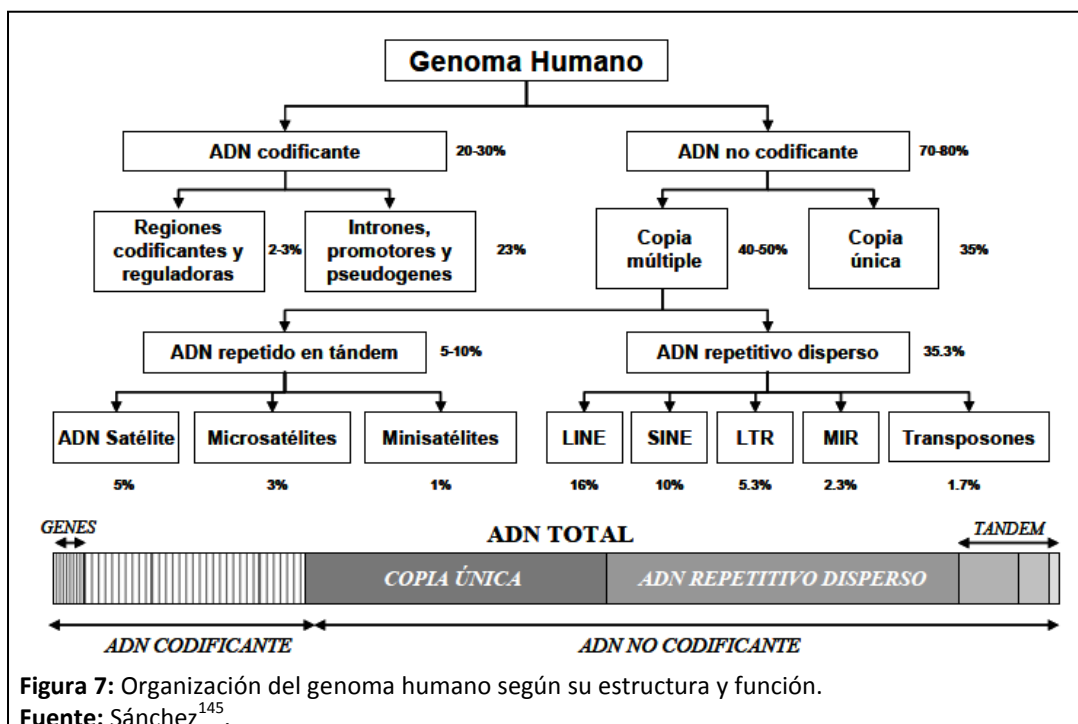 Genoma Humano
ADN codificante
20-30%
ADN no codificante
70-80%
Regiones
codificantes y
reguladoras
2-3%
Intrones,
promotores y
pseudogenes
23%
Copia
múltiple
40-50%
Copia
única
35%
ADN repetido en tándem
5-10%
ADN repetitivo disperso
35.3%
ADN Satélite
Microsatélites
Minisatélites
LINE
SINE
LTR
MIR
Transposones
5%
3%
1%
16%
10%
5.3%
2.3%
1.7%
GENES
ADN TOTAL
TANDEM
COPIA ÚNICA
ADN REPETITIVO DISPERSO
ADN CODIFICANTE
ADN NO CODIFICANTE
Figura 7: Organización del genoma humano según su estructura y función.
Fuente: Sánchez145.